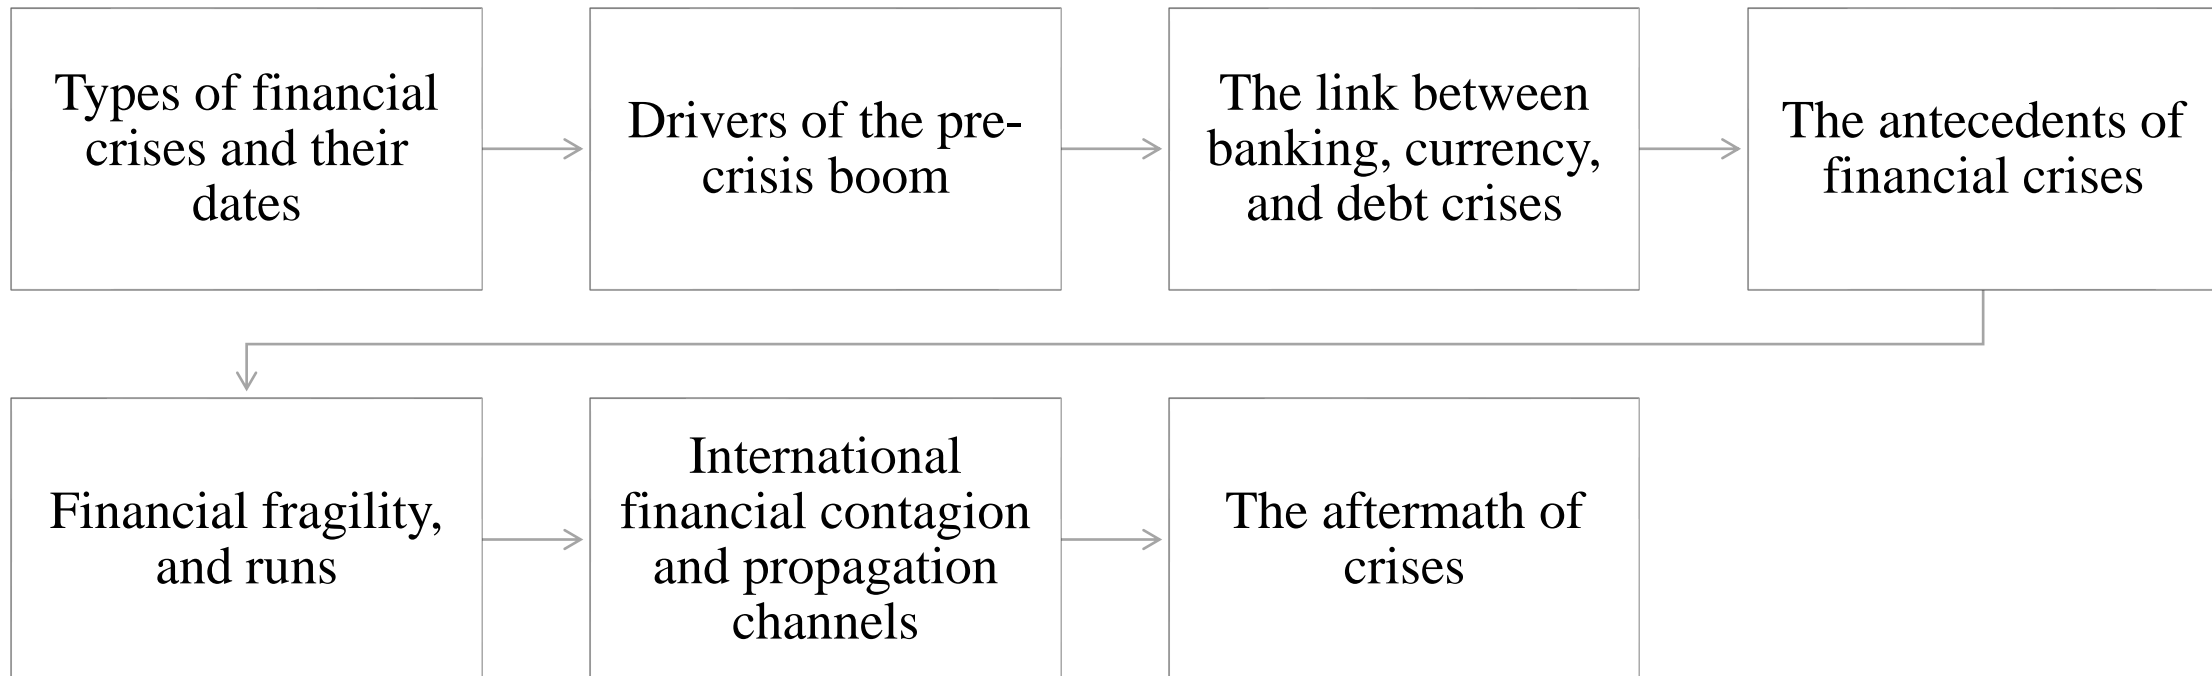 Types of financial
crises and their
dates
Drivers of the pre-
crisis boom
The link between
banking, currency,
and debt crises
The antecedents of
financial crises
Financial fragility,
and runs
International
financial contagion
and propagation
channels
The aftermath of
crises